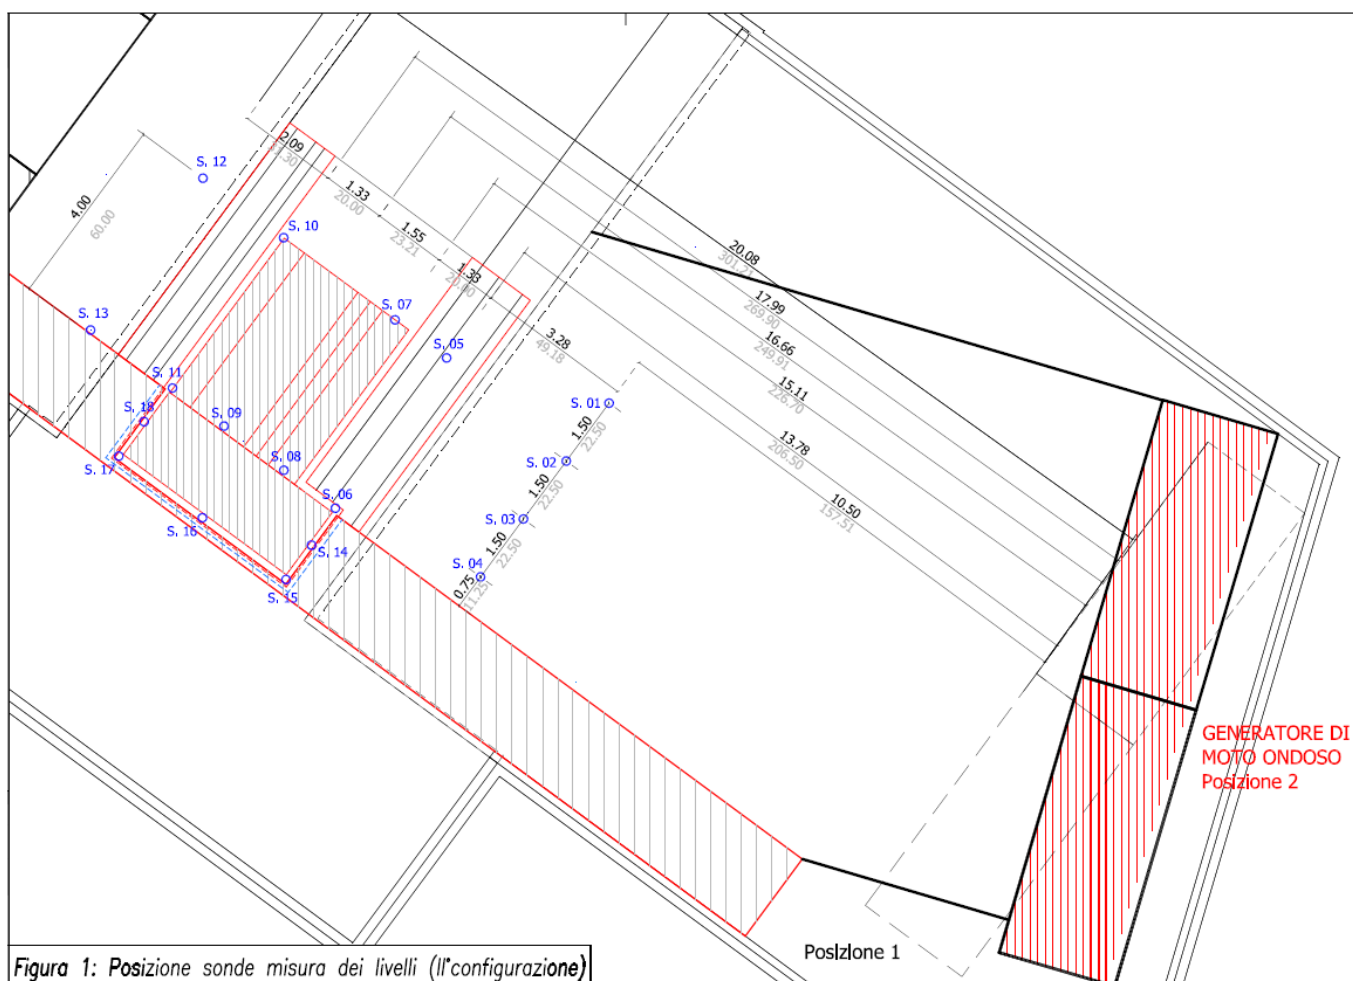 S. 12
2.09
31.30
4.00
60.00
1.33
20.00
S. 10
1.55
23.21
1.33
20.00
20.08
301.21
17.99
269.90
16.66
249.91
15.11
226.70
13.78
206.50
10.50
157.51
S. 07
S. 13
S. 05
3.28
49.18
S. 11
S. 01
S. 18
S. 09
1.50
22.50
S. 02
S. 08
S. 17
1.50
22.50
S. 06
S. 03
S. 16
1.50
22.50
S. 14
S. 04
0.75
11.25
S. 15
GENERATORE DI
MOTO ONDOSO
Posizione 2
Posizione 1
Figura 1: Posizione sonde misura dei livelli (II°configurazione)